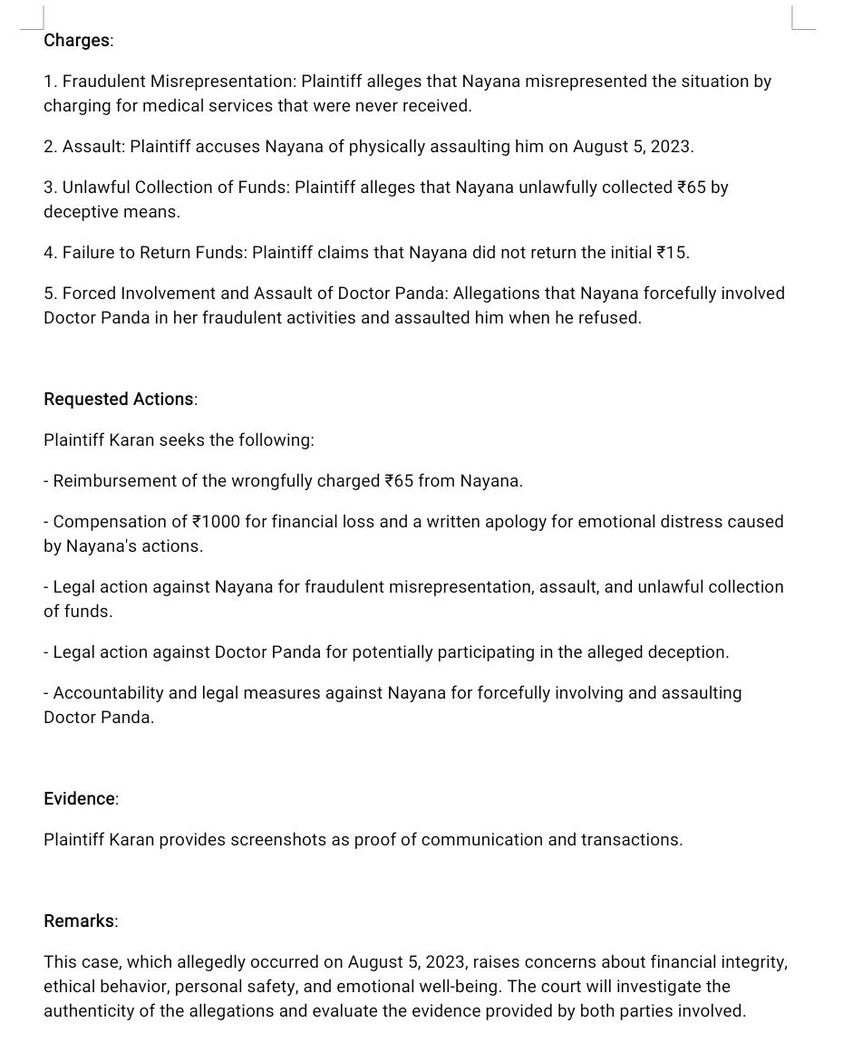 Charges:
1. Fraudulent Misrepresentation: Plaintiff alleges that Nayana misrepresented the situation by
charging for medical services that were never received.
2. Assault: Plaintiff accuses Nayana of physically assaulting him on August 5, 2023.
3. Unlawful Collection of Funds: Plaintiff alleges that Nayana unlawfully collected ₹65 by
deceptive means.
4. Failure to Return Funds: Plaintiff claims that Nayana did not return the initial ₹15.
5. Forced Involvement and Assault of Doctor Panda: Allegations that Nayana forcefully involved
Doctor Panda in her fraudulent activities and assaulted him when he refused.
Requested Actions:
Plaintiff Karan seeks the following:
- Reimbursement of the wrongfully charged ₹65 from Nayana.
- Compensation of ₹1000 for financial loss and a written apology for emotional distress caused
by Nayana's actions.
- Legal action against Nayana for fraudulent misrepresentation, assault, and unlawful collection
of funds.
- Legal action against Doctor Panda for potentially participating in the alleged deception.
- Accountability and legal measures against Nayana for forcefully involving and assaulting
Doctor Panda.
Evidence:
Plaintiff Karan provides screenshots as proof of communication and transactions.
Remarks:
This case, which allegedly occurred on August 5, 2023, raises concerns about financial integrity,
ethical behavior, personal safety, and emotional well-being. The court will investigate the
authenticity of the allegations and evaluate the evidence provided by both parties involved.